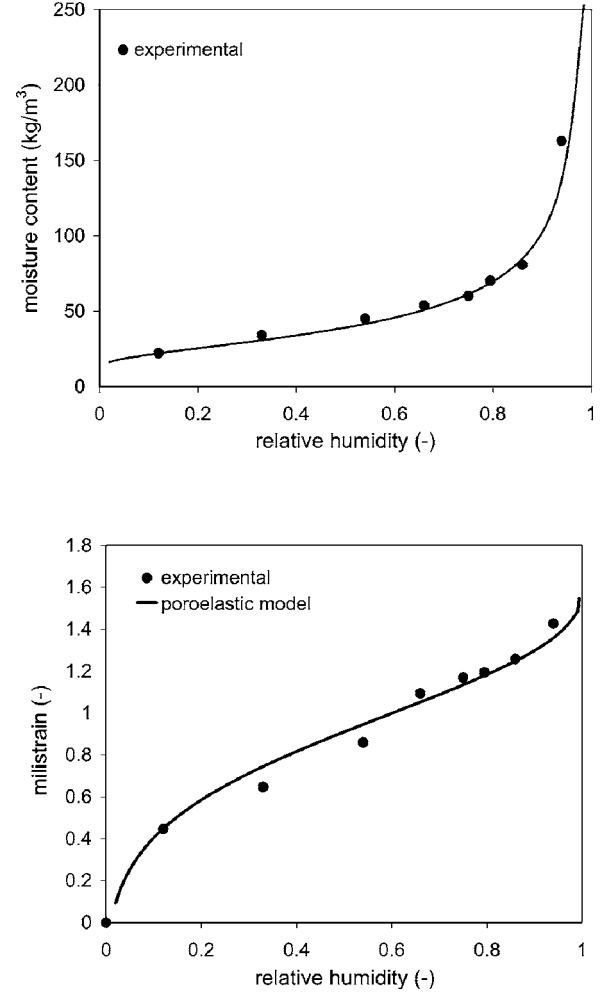 250
experimental
200
150
100
50
0
moisture content (kg/m³)
0 0.2 0.4 0.6 0.8 1
relative humidity (-)
1.8
experimental
poroelastic model
1.6
1.4
1.2
1
0.8
0.6
0.4
0.2
0
milistrain (-)
0 0.2 0.4 0.6 0.8 1
relative humidity (-)